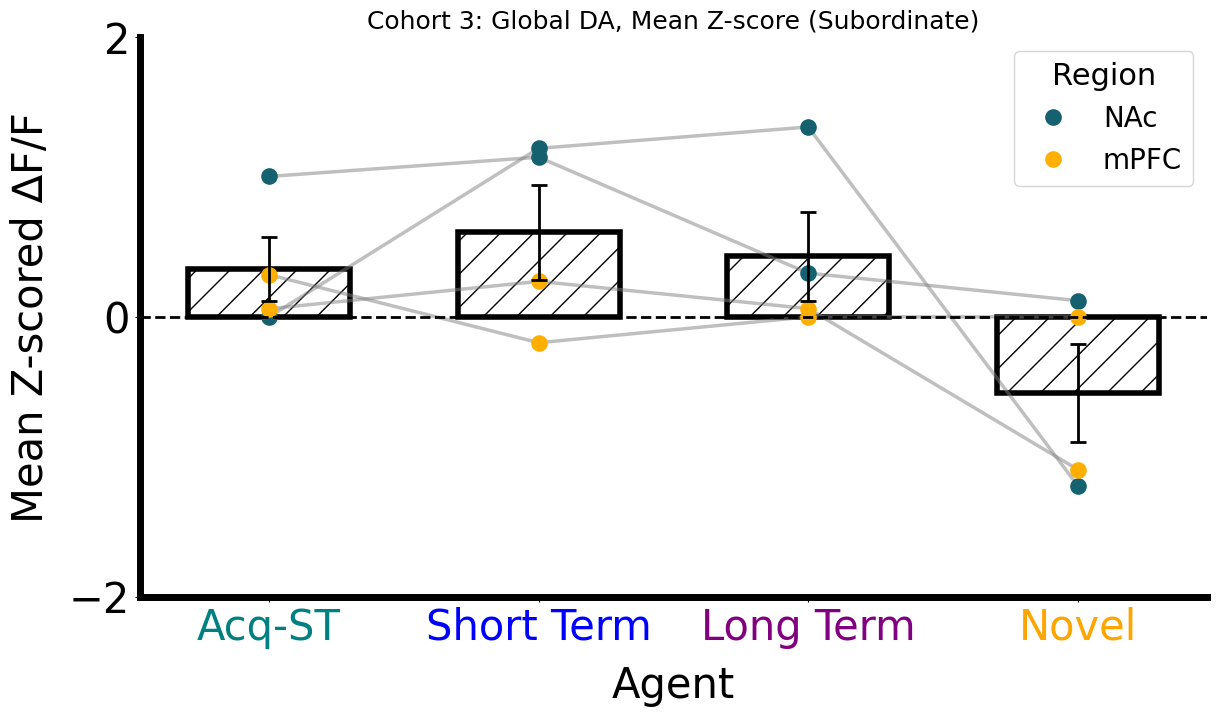 Cohort 3: Global DA, Mean Z-score (Subordinate)
2
0
−2
Mean Z-scored ΔF/F
Region
NAc
mPFC
Acq-ST
Short Term
Long Term
Novel
Agent